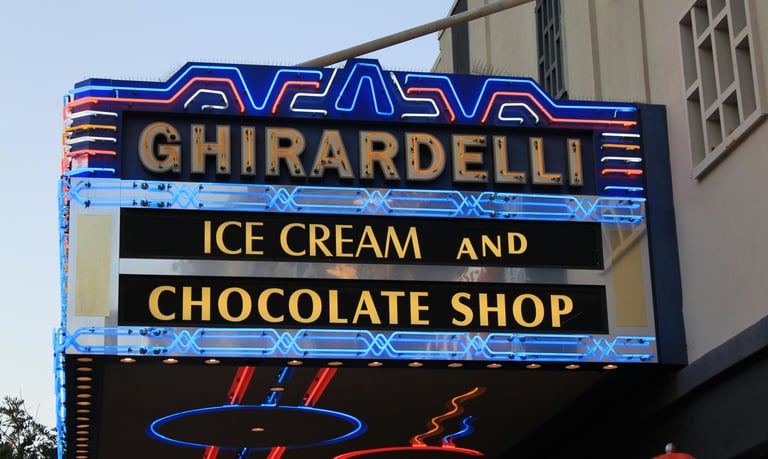 GHIRARDELLI
ICE CREAM AND
CHOCOLATE SHOP